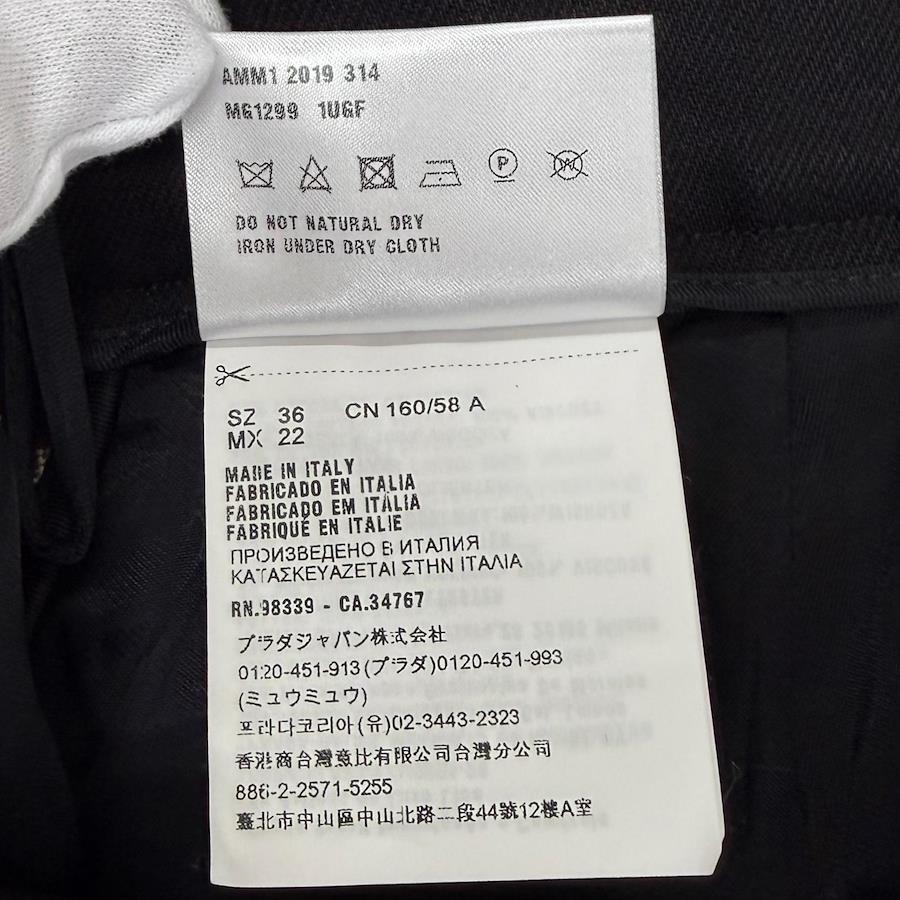 AMM1 2019 314
MG1299 1UGF
P
W
DO NOT NATURAL DRY
IRON UNDER DRY CLOTH
SZ 36 CN 160/58 A
MX 22
MADE IN ITALY
FABRICADO EN ITALIA
FABRICADO EM ITÁLIA
FABRIQUÉ EN ITALIE
ПРОИЗВЕДЕНО В ИТАЛИЯ
ΚΑΤΑΣΚΕΥΑΖΕΤΑΙ ΣΤΗΝ ΙΤΑΛΙΑ
RN.98339 - CA.34767
プラダジャパン株式会社
0120-451-913(プラダ)0120-451-993
(ミュウミュウ)
프라다코리아(유)02-3443-2323
香港商台灣意比有限公司台灣分公司
886-2-2571-5255
臺北市中山區中山北路二段44號12樓A室